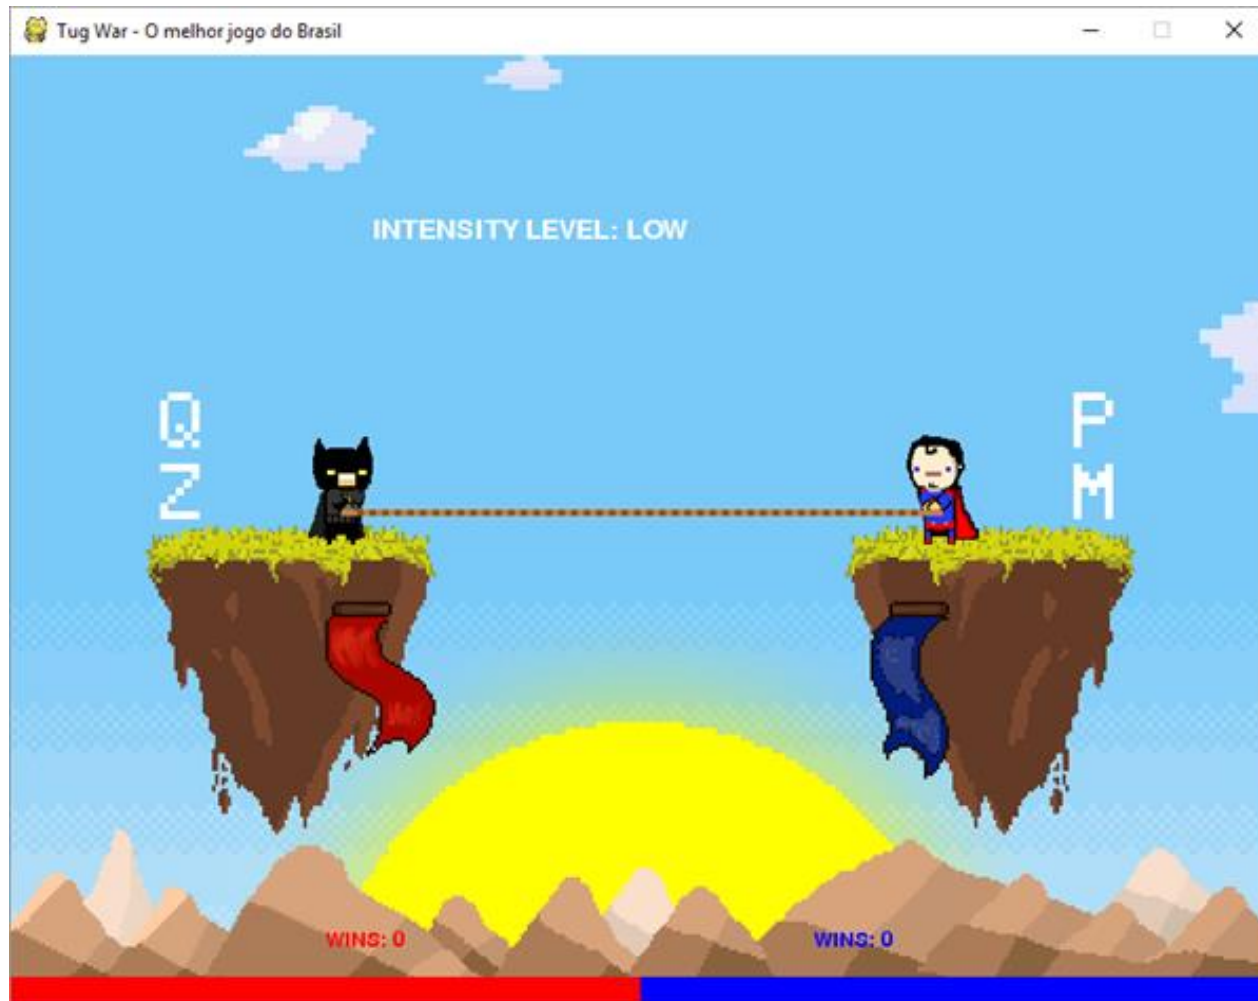 Tug War - O melhor jogo do Brasil
INTENSITY LEVEL: LOW
Q
Z
P
M
WINS: 0
WINS: 0